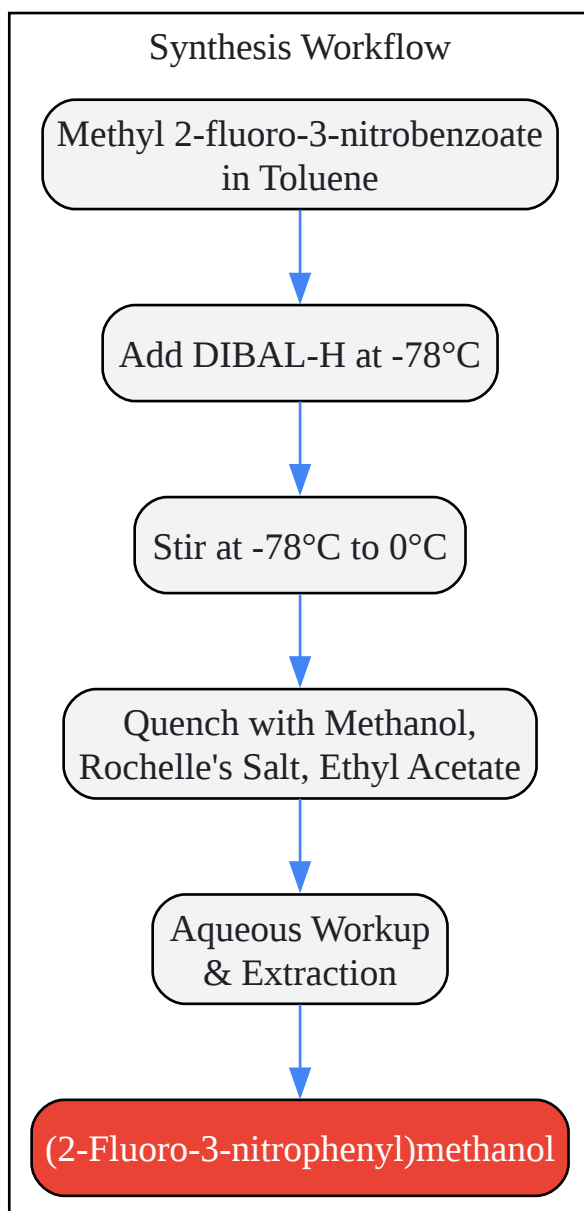 Synthesis Workflow
Methyl 2-fluoro-3-nitrobenzoate
in Toluene
Add DIBAL-H at -78°C
Stir at -78°C to 0°C
Quench with Methanol,
Rochelle's Salt, Ethyl Acetate
Aqueous Workup
& Extraction
(2-Fluoro-3-nitrophenyl)methanol